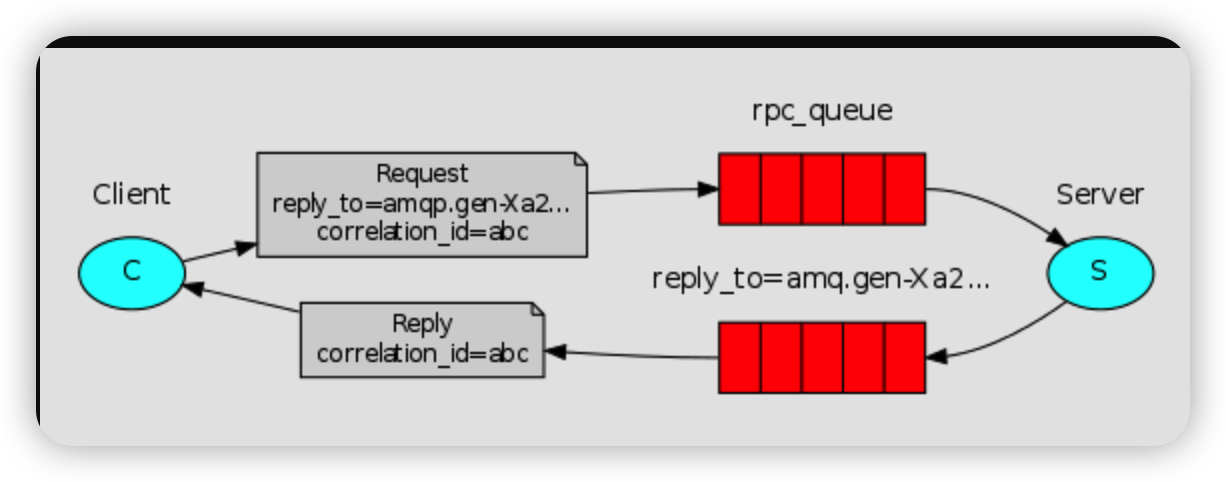 rpc_queue
Client
Request
reply_to=amqp.gen-Xa2...
correlation_id=abc
Server
C
S
reply_to=amq.gen-Xa2...
Reply
correlation_id=abc